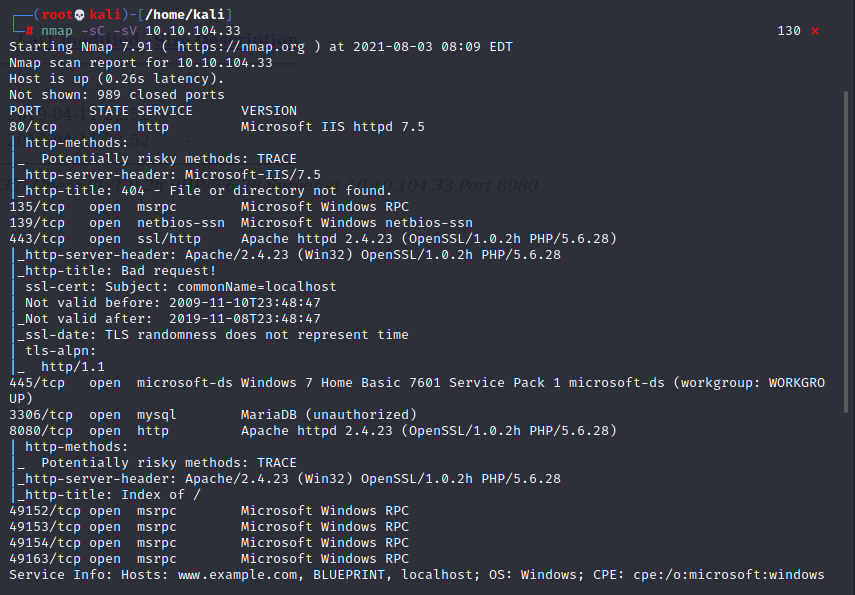 (root💀kali)-[/home/kali]
# nmap -sC -sV 10.10.104.33 130 ⨯
Starting Nmap 7.91 ( https://nmap.org ) at 2021-08-03 08:09 EDT
Nmap scan report for 10.10.104.33
Host is up (0.26s latency).
Not shown: 989 closed ports
PORT STATE SERVICE VERSION
80/tcp open http Microsoft IIS httpd 7.5
| http-methods:
|_ Potentially risky methods: TRACE
|_http-server-header: Microsoft-IIS/7.5
|_http-title: 404 - File or directory not found.
135/tcp open msrpc Microsoft Windows RPC
139/tcp open netbios-ssn Microsoft Windows netbios-ssn
443/tcp open ssl/http Apache httpd 2.4.23 (OpenSSL/1.0.2h PHP/5.6.28)
|_http-server-header: Apache/2.4.23 (Win32) OpenSSL/1.0.2h PHP/5.6.28
|_http-title: Bad request!
| ssl-cert: Subject: commonName=localhost
| Not valid before: 2009-11-10T23:48:47
|_Not valid after: 2019-11-08T23:48:47
|_ssl-date: TLS randomness does not represent time
| tls-alpn:
|_ http/1.1
445/tcp open microsoft-ds Windows 7 Home Basic 7601 Service Pack 1 microsoft-ds (workgroup: WORKGRO
UP)
3306/tcp open mysql MariaDB (unauthorized)
8080/tcp open http Apache httpd 2.4.23 (OpenSSL/1.0.2h PHP/5.6.28)
| http-methods:
|_ Potentially risky methods: TRACE
|_http-server-header: Apache/2.4.23 (Win32) OpenSSL/1.0.2h PHP/5.6.28
|_http-title: Index of /
49152/tcp open msrpc Microsoft Windows RPC
49153/tcp open msrpc Microsoft Windows RPC
49154/tcp open msrpc Microsoft Windows RPC
49163/tcp open msrpc Microsoft Windows RPC
Service Info: Hosts: www.example.com, BLUEPRINT, localhost; OS: Windows; CPE: cpe:/o:microsoft:windows